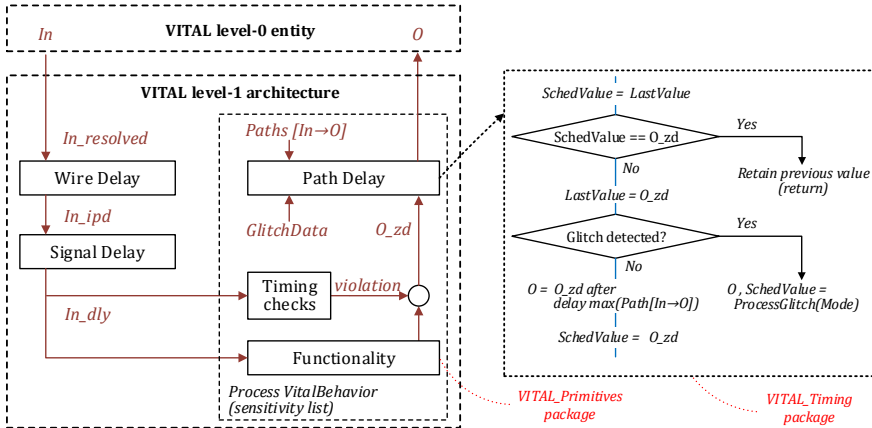 VITAL level-0 entity
In
O
VITAL level-1 architecture
In_resolved
Paths [In→O]
Wire Delay
Path Delay
In_ipd
GlitchData
O_zd
Signal Delay
Timing
checks
violation
In_dly
Functionality
Process VitalBehavior
(sensitivity list)
SchedValue = LastValue
SchedValue == O_zd
Yes
No
Retain previous value
(return)
LastValue = O_zd
Glitch detected?
Yes
No
O = O_zd after
delay max(Path[In→O])
O , SchedValue =
ProcessGlitch(Mode)
SchedValue = O_zd
VITAL_Primitives
package
VITAL_Timing
package